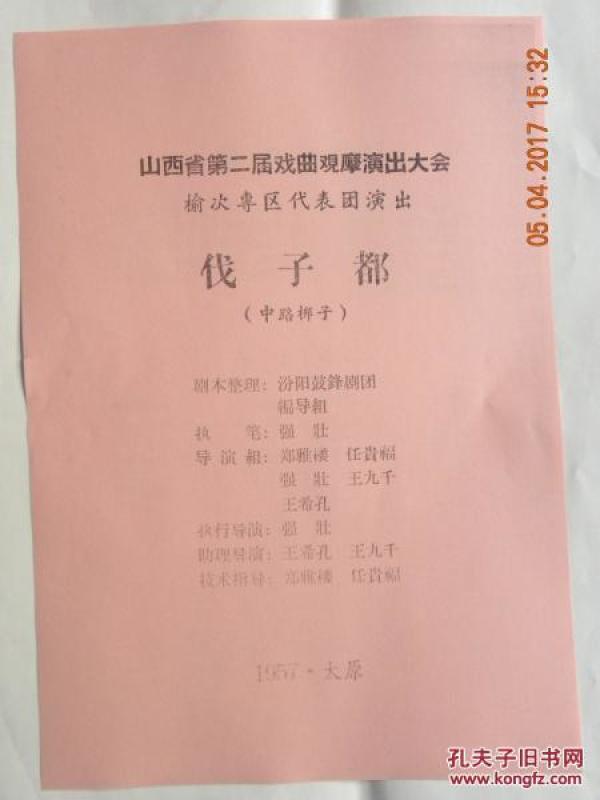 山西省第二届戏曲观摩演出大会
榆次专区代表团演出
伐子都
（中路梆子）
剧本整理：汾阳鼓鋒剧团
編导組
执笔：强壯
导演組：郑雅楼 任貴福
强壯 王九千
王希孔
执行导演：强壯
助理导演：王希孔 王九千
技术指导：郑雅楼 任貴福
1957·太原
05.04.2017 15:32
孔夫子旧书网
www.kongfz.com